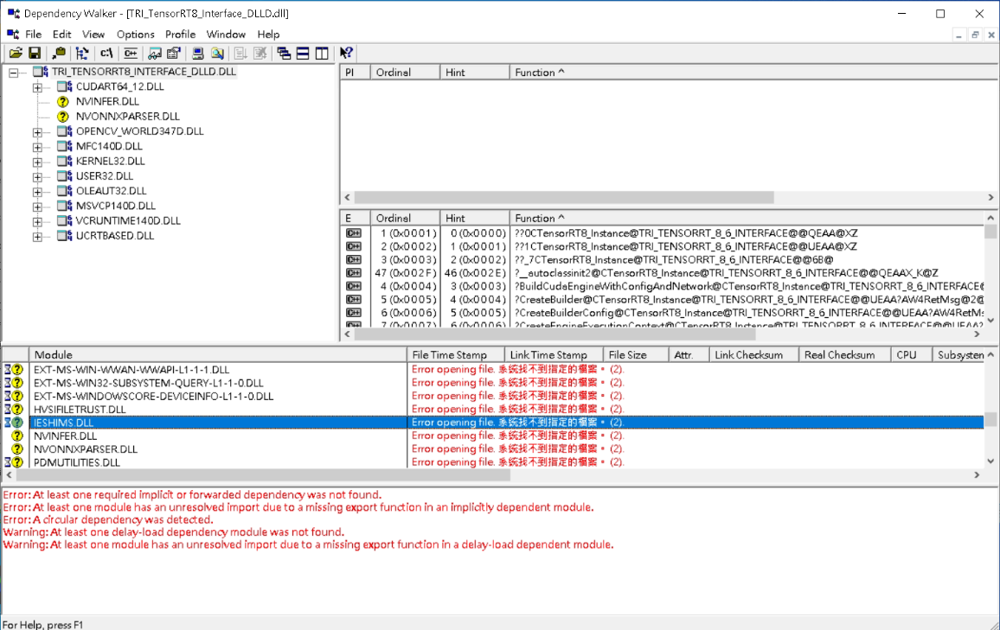 Dependency Walker - [TRI_TensorRT8_Interface_DLLD.dll]
File Edit View Options Profile Window Help
C:\ C++
TRI_TENSORRT8_INTERFACE_DLLD.DLL
CUDART64_12.DLL
NVINFER.DLL
NVONNXPARSER.DLL
OPENCV_WORLD347D.DLL
MFC140D.DLL
KERNEL32.DLL
USER32.DLL
OLEAUT32.DLL
MSVCP140D.DLL
VCRUNTIME140D.DLL
UCRTBASED.DLL
PI Ordinal Hint Function ^
E Ordinal Hint Function ^
C++ 1 (0x0001) 0 (0x0000) ??0CTensorRT8_Instance@TRI_TENSORRT_8_6_INTERFACE@@QEAA@XZ
C++ 2 (0x0002) 1 (0x0001) ??1CTensorRT8_Instance@TRI_TENSORRT_8_6_INTERFACE@@UEAA@XZ
C++ 3 (0x0003) 2 (0x0002) ??_7CTensorRT8_Instance@TRI_TENSORRT_8_6_INTERFACE@@6B@
C++ 47 (0x002F) 46 (0x002E) ?__autoclassinit2@CTensorRT8_Instance@TRI_TENSORRT_8_6_INTERFACE@@QEAAX_K@Z
C++ 4 (0x0004) 3 (0x0003) ?BuildCudaEngineWithConfigAndNetwork@CTensorRT8_Instance@TRI_TENSORRT_8_6_INTERFACE@
C++ 5 (0x0005) 4 (0x0004) ?CreateBuilder@CTensorRT8_Instance@TRI_TENSORRT_8_6_INTERFACE@@UEAA?AW4RetMsg@2@
C++ 6 (0x0006) 5 (0x0005) ?CreateBuilderConfig@CTensorRT8_Instance@TRI_TENSORRT_8_6_INTERFACE@@UEAA?AW4RetMs
C++ 7 (0x0007) 6 (0x0006) ?CreateEngineExecutionContext@CTensorRT8_Instance@TRI_TENSORRT_8_6_INTERFACE@@UEAA?
Module File Time Stamp Link Time Stamp File Size Attr. Link Checksum Real Checksum CPU Subsystem
EXT-MS-WIN-WWAN-WWAPI-L1-1-1.DLL Error opening file. 系統找不到指定的檔案。 (2).
EXT-MS-WIN32-SUBSYSTEM-QUERY-L1-1-0.DLL Error opening file. 系統找不到指定的檔案。 (2).
EXT-MS-WINDOWSCORE-DEVICEINFO-L1-1-0.DLL Error opening file. 系統找不到指定的檔案。 (2).
HVSIFILETRUST.DLL Error opening file. 系統找不到指定的檔案。 (2).
IESHIMS.DLL Error opening file. 系統找不到指定的檔案。 (2).
NVINFER.DLL Error opening file. 系統找不到指定的檔案。 (2).
NVONNXPARSER.DLL Error opening file. 系統找不到指定的檔案。 (2).
PDMUTILITIES.DLL Error opening file. 系統找不到指定的檔案。 (2).
Error: At least one required implicit or forwarded dependency was not found.
Error: At least one module has an unresolved import due to a missing export function in an implicitly dependent module.
Error: A circular dependency was detected.
Warning: At least one delay-load dependency module was not found.
Warning: At least one module has an unresolved import due to a missing export function in a delay-load dependent module.
For Help, press F1